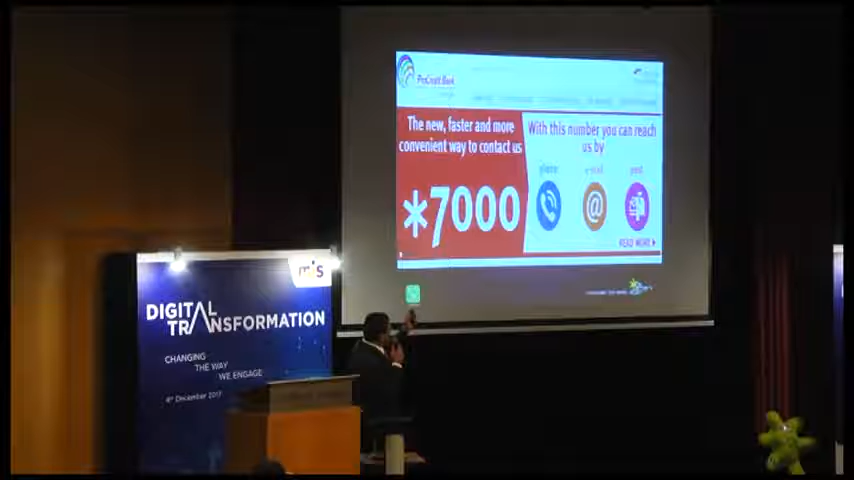 ProCredit Bank
The new, faster and more
convenient way to contact us
*7000
With this number you can reach
us by
phone
e-mail
post
READ MORE
m's
DIGITAL
TRANSFORMATION
CHANGING
THE WAY
WE ENGAGE
4th December 2017